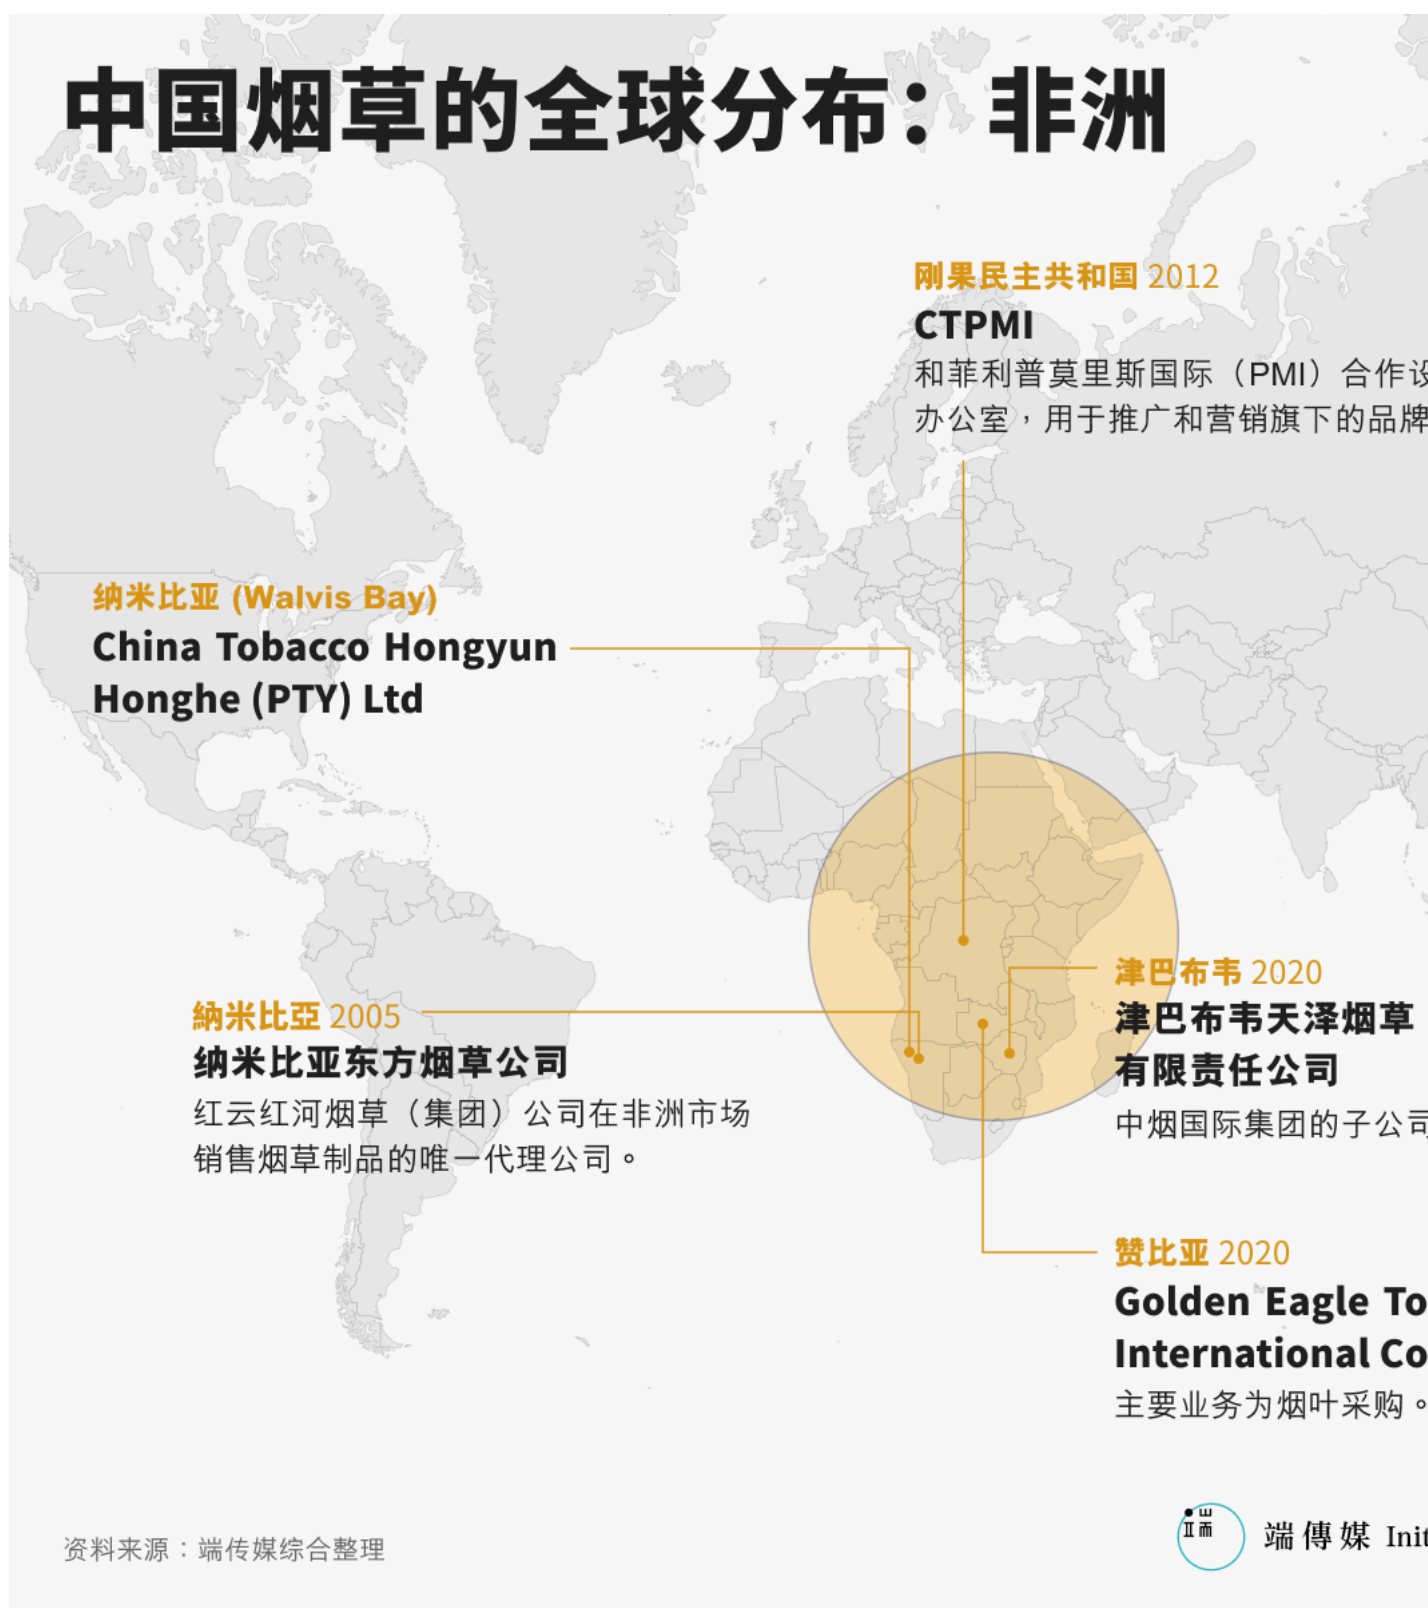 中国烟草的全球分布：非洲
刚果民主共和国 2012
CTPMI
和菲利普莫里斯国际（PMI）合作设
办公室，用于推广和营销旗下的品牌
纳米比亚 (Walvis Bay)
China Tobacco Hongyun
Honghe (PTY) Ltd
納米比亞 2005
纳米比亚东方烟草公司
红云红河烟草（集团）公司在非洲市场
销售烟草制品的唯一代理公司。
津巴布韦 2020
津巴布韦天泽烟草
有限责任公司
中烟国际集团的子公司
赞比亚 2020
Golden Eagle To
International Co
主要业务为烟叶采购。
资料来源：端传媒综合整理
端傳媒 Init